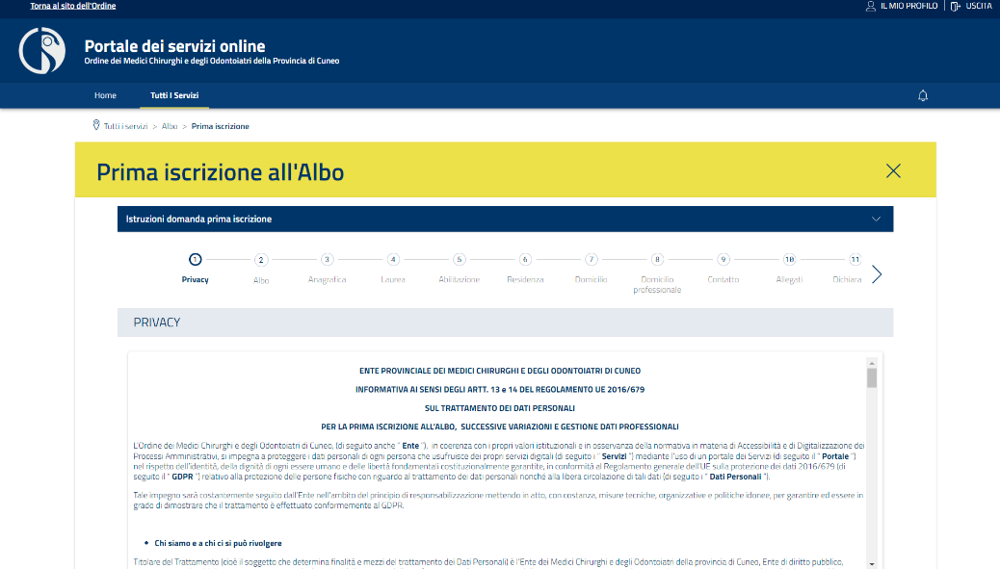 Torna al sito dell'Ordine
IL MIO PROFILO
USCITA
Portale dei servizi online
Ordine dei Medici Chirurghi e degli Odontoiatri della Provincia di Cuneo
Home
Tutti I Servizi
Tutti i servizi > Albo > Prima iscrizione
Prima iscrizione all'Albo
Istruzioni domanda prima iscrizione
1 2 3 4 5 6 7 8 9 10 11
Privacy Albo Anagrafica Laurea Abilitazione Residenza Domicilio Domicilio professionale Contatto Allegati Dichiara
PRIVACY
ENTE PROVINCIALE DEI MEDICI CHIRURGHI E DEGLI ODONTOIATRI DI CUNEO
INFORMATIVA AI SENSI DEGLI ARTT. 13 e 14 DEL REGOLAMENTO UE 2016/679
SUL TRATTAMENTO DEI DATI PERSONALI
PER LA PRIMA ISCRIZIONE ALL'ALBO, SUCCESSIVE VARIAZIONI E GESTIONE DATI PROFESSIONALI
L'Ordine dei Medici Chirurghi e degli Odontoiatri di Cuneo, (di seguito anche " Ente "), in coerenza con i propri valori istituzionali e in osservanza della normativa in materia di Accessibilità e di Digitalizzazione dei
Processi Amministrativi, si impegna a proteggere i dati personali di ogni persona che usufruisce dei propri servizi digitali (di seguito i " Servizi ") mediante l'uso di un portale dei Servizi (di seguito il " Portale ")
nel rispetto dell'identità, della dignità di ogni essere umano e delle libertà fondamentali costituzionalmente garantite, in conformità al Regolamento generale dell'UE sulla protezione dei dati 2016/679 (di
seguito il " GDPR ") relativo alla protezione delle persone fisiche con riguardo al trattamento dei dati personali nonché alla libera circolazione di tali dati (di seguito i " Dati Personali ").
Tale impegno sarà costantemente seguito dall'Ente nell'ambito del principio di responsabilizzazione mettendo in atto, con costanza, misure tecniche, organizzative e politiche idonee, per garantire ed essere in
grado di dimostrare che il trattamento è effettuato conformemente al GDPR.
• Chi siamo e a chi ci si può rivolgere
Titolare del Trattamento (cioè il soggetto che determina finalità e mezzi del trattamento dei Dati Personali) è l'Ente dei Medici Chirurghi e degli Odontoiatri della provincia di Cuneo, Ente di diritto pubblico,